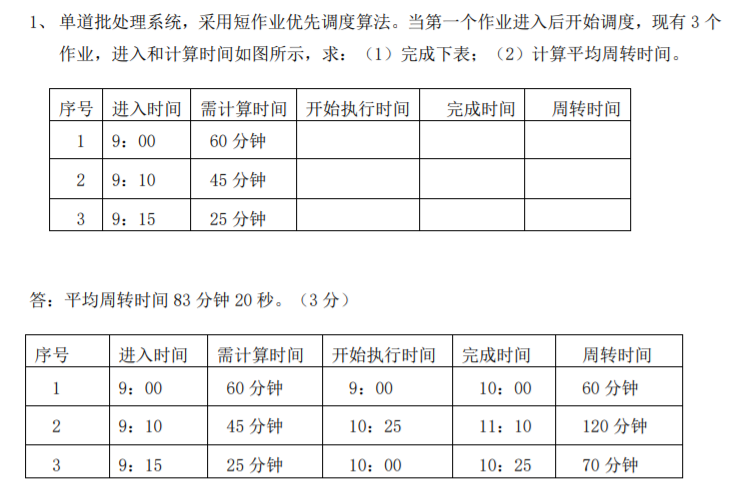 1、 单道批处理系统，采用短作业优先调度算法。当第一个作业进入后开始调度，现有 3 个
作业，进入和计算时间如图所示，求：（1）完成下表；（2）计算平均周转时间。
序号 进入时间 需计算时间 开始执行时间 完成时间 周转时间
1 9：00 60 分钟
2 9：10 45 分钟
3 9：15 25 分钟
答：平均周转时间 83 分钟 20 秒。（3 分）
序号 进入时间 需计算时间 开始执行时间 完成时间 周转时间
1 9：00 60 分钟 9：00 10：00 60 分钟
2 9：10 45 分钟 10：25 11：10 120 分钟
3 9：15 25 分钟 10：00 10：25 70 分钟